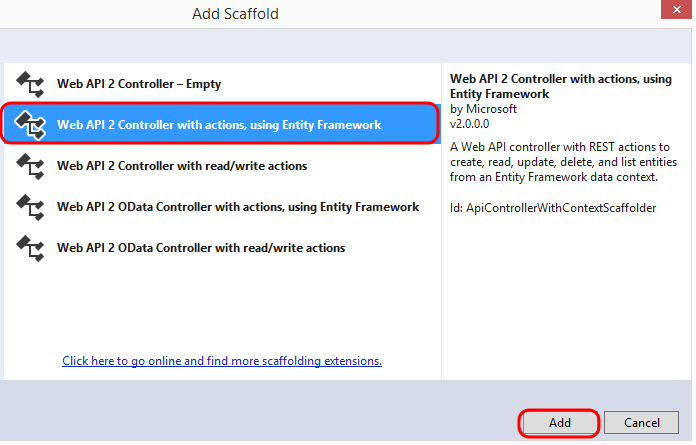 Add Scaffold
Web API 2 Controller – Empty
Web API 2 Controller with actions, using Entity Framework
Web API 2 Controller with read/write actions
Web API 2 OData Controller with actions, using Entity Framework
Web API 2 OData Controller with read/write actions
Click here to go online and find more scaffolding extensions.
Web API 2 Controller with actions, using
Entity Framework
by Microsoft
v2.0.0.0
A Web API controller with REST actions to
create, read, update, delete, and list entities
from an Entity Framework data context.
Id: ApiControllerWithContextScaffolder
Add
Cancel